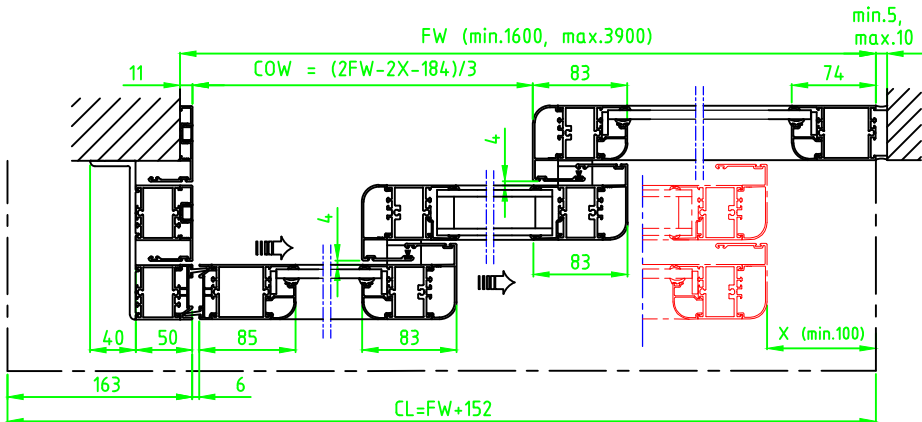 min.5,
FW (min.1600, max.3900)
max.10
11
COW = (2FW-2X-184)/3
83
74
4
4
83
40
50
85
83
X (min.100)
163
6
CL=FW+152